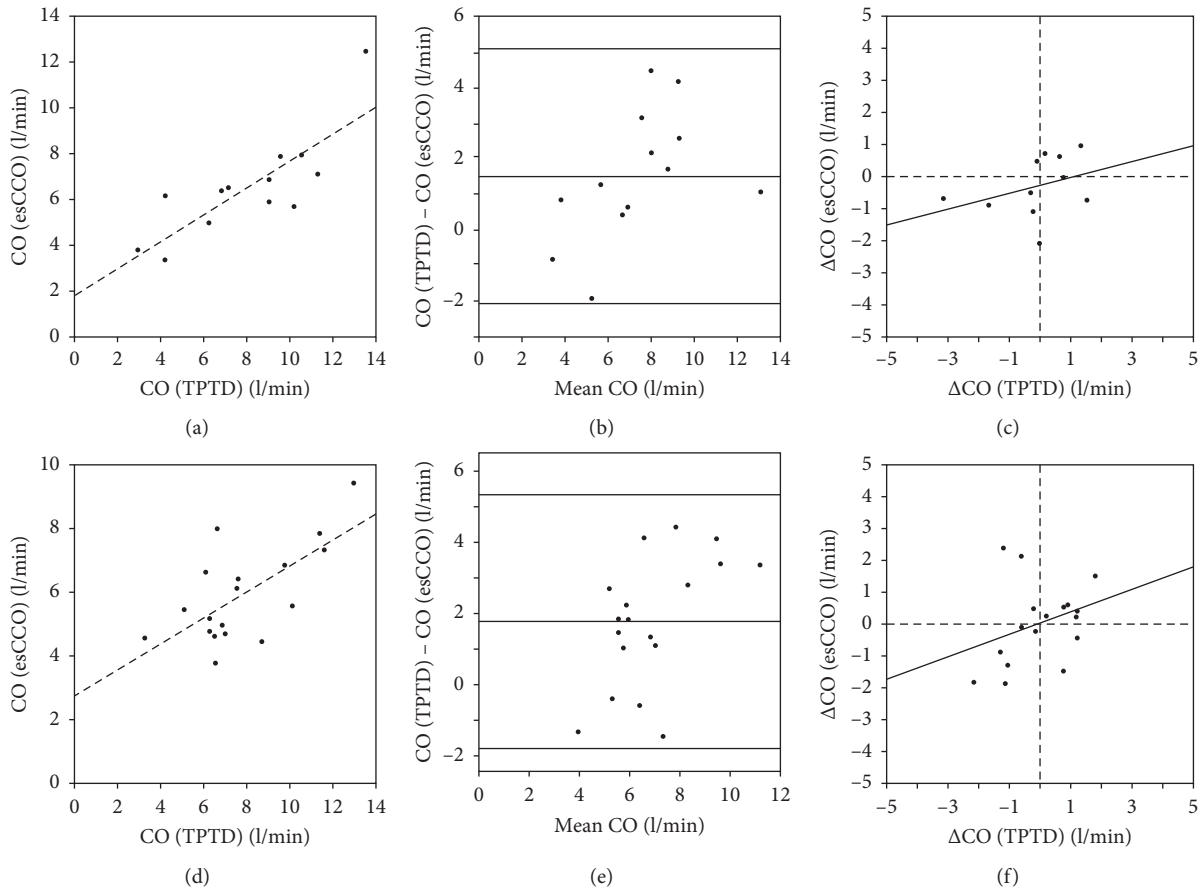 14
12
10
8
6
4
2
0
CO (esCCO) (l/min)
0 2 4 6 8 10 12 14
CO (TPTD) (l/min)
(a)
6
4
2
0
–2
CO (TPTD) – CO (esCCO) (l/min)
0 2 4 6 8 10 12 14
Mean CO (l/min)
(b)
5
4
3
2
1
0
–1
–2
–3
–4
–5
ΔCO (esCCO) (l/min)
–5 –3 –1 1 3 5
ΔCO (TPTD) (l/min)
(c)
10
8
6
4
2
0
CO (esCCO) (l/min)
0 2 4 6 8 10 12 14
CO (TPTD) (l/min)
(d)
6
4
2
0
–2
CO (TPTD) – CO (esCCO) (l/min)
0 2 4 6 8 10 12
Mean CO (l/min)
(e)
5
4
3
2
1
0
–1
–2
–3
–4
–5
ΔCO (esCCO) (l/min)
–5 –3 –1 1 3 5
ΔCO (TPTD) (l/min)
(f)